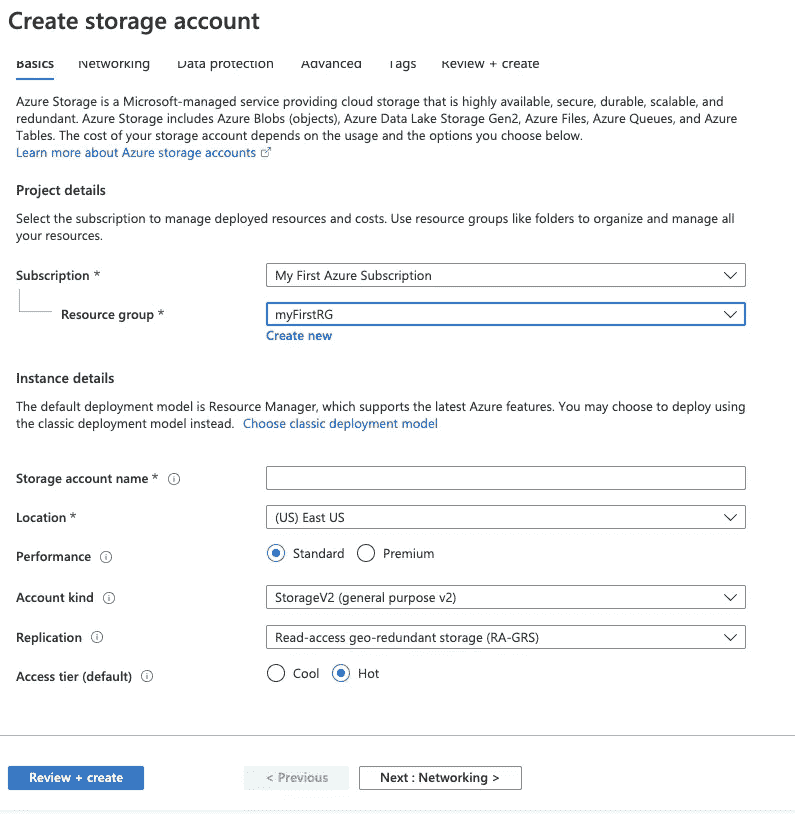 Create storage account
Basics Networking Data protection Advanced Tags Review + create
Azure Storage is a Microsoft-managed service providing cloud storage that is highly available, secure, durable, scalable, and
redundant. Azure Storage includes Azure Blobs (objects), Azure Data Lake Storage Gen2, Azure Files, Azure Queues, and Azure
Tables. The cost of your storage account depends on the usage and the options you choose below.
Learn more about Azure storage accounts
Project details
Select the subscription to manage deployed resources and costs. Use resource groups like folders to organize and manage all
your resources.
Subscription * My First Azure Subscription
Resource group * myFirstRG
Create new
Instance details
The default deployment model is Resource Manager, which supports the latest Azure features. You may choose to deploy using
the classic deployment model instead. Choose classic deployment model
Storage account name *
Location * (US) East US
Performance Standard Premium
Account kind StorageV2 (general purpose v2)
Replication Read-access geo-redundant storage (RA-GRS)
Access tier (default) Cool Hot
Review + create < Previous Next : Networking >